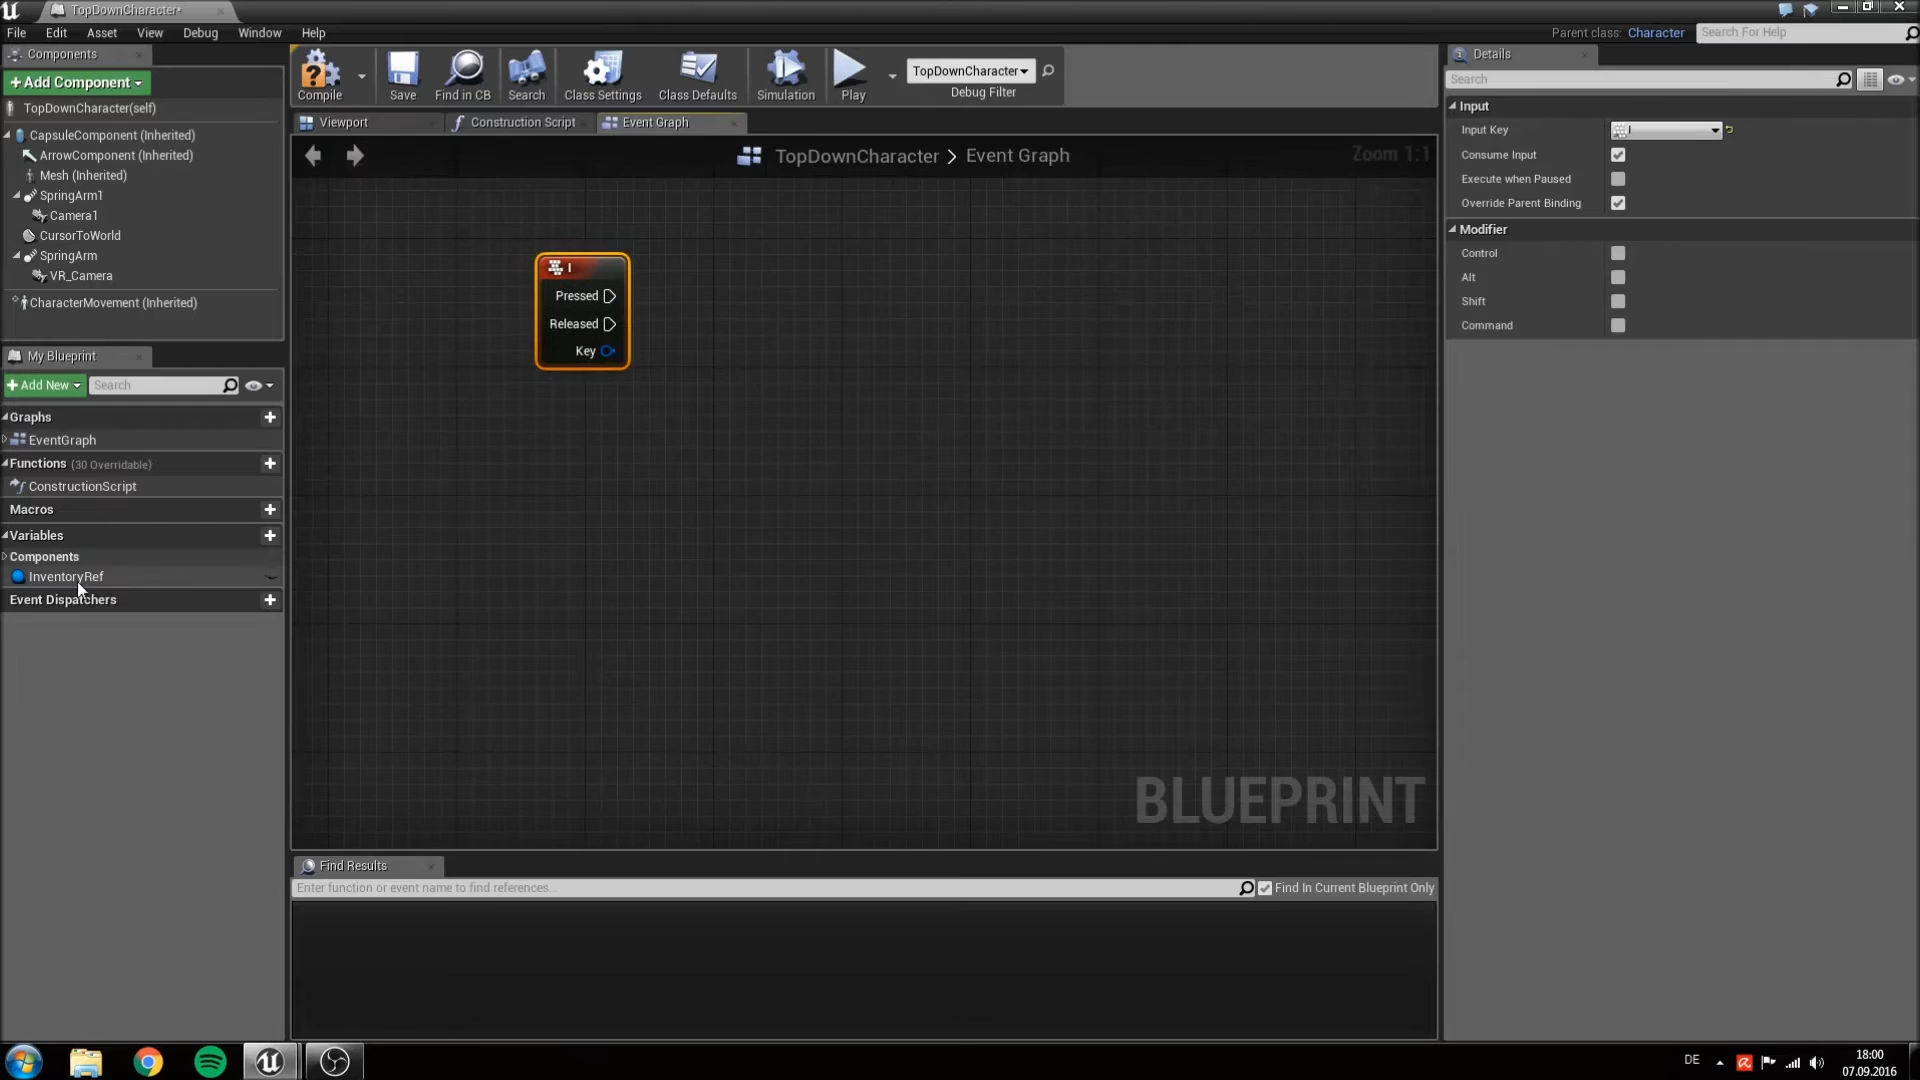 TopDownCharacter*
File Edit Asset View Debug Window Help
Parent class: Character
Search For Help
Components
+Add Component
TopDownCharacter(self)
CapsuleComponent (Inherited)
ArrowComponent (Inherited)
Mesh (Inherited)
SpringArm1
Camera1
CursorToWorld
SpringArm
VR_Camera
CharacterMovement (Inherited)
My Blueprint
+Add New
Search
Graphs
EventGraph
Functions (30 Overridable)
ConstructionScript
Macros
Variables
Components
InventoryRef
Event Dispatchers
Compile
Save
Find in CB
Search
Class Settings
Class Defaults
Simulation
Play
TopDownCharacter
Debug Filter
Viewport
Construction Script
Event Graph
TopDownCharacter > Event Graph
Zoom 1:1
I
Pressed
Released
Key
BLUEPRINT
Find Results
Enter function or event name to find references...
Find In Current Blueprint Only
Details
Search
Input
Input Key
I
Consume Input
Execute when Paused
Override Parent Binding
Modifier
Control
Alt
Shift
Command
DE
18:00
07.09.2016